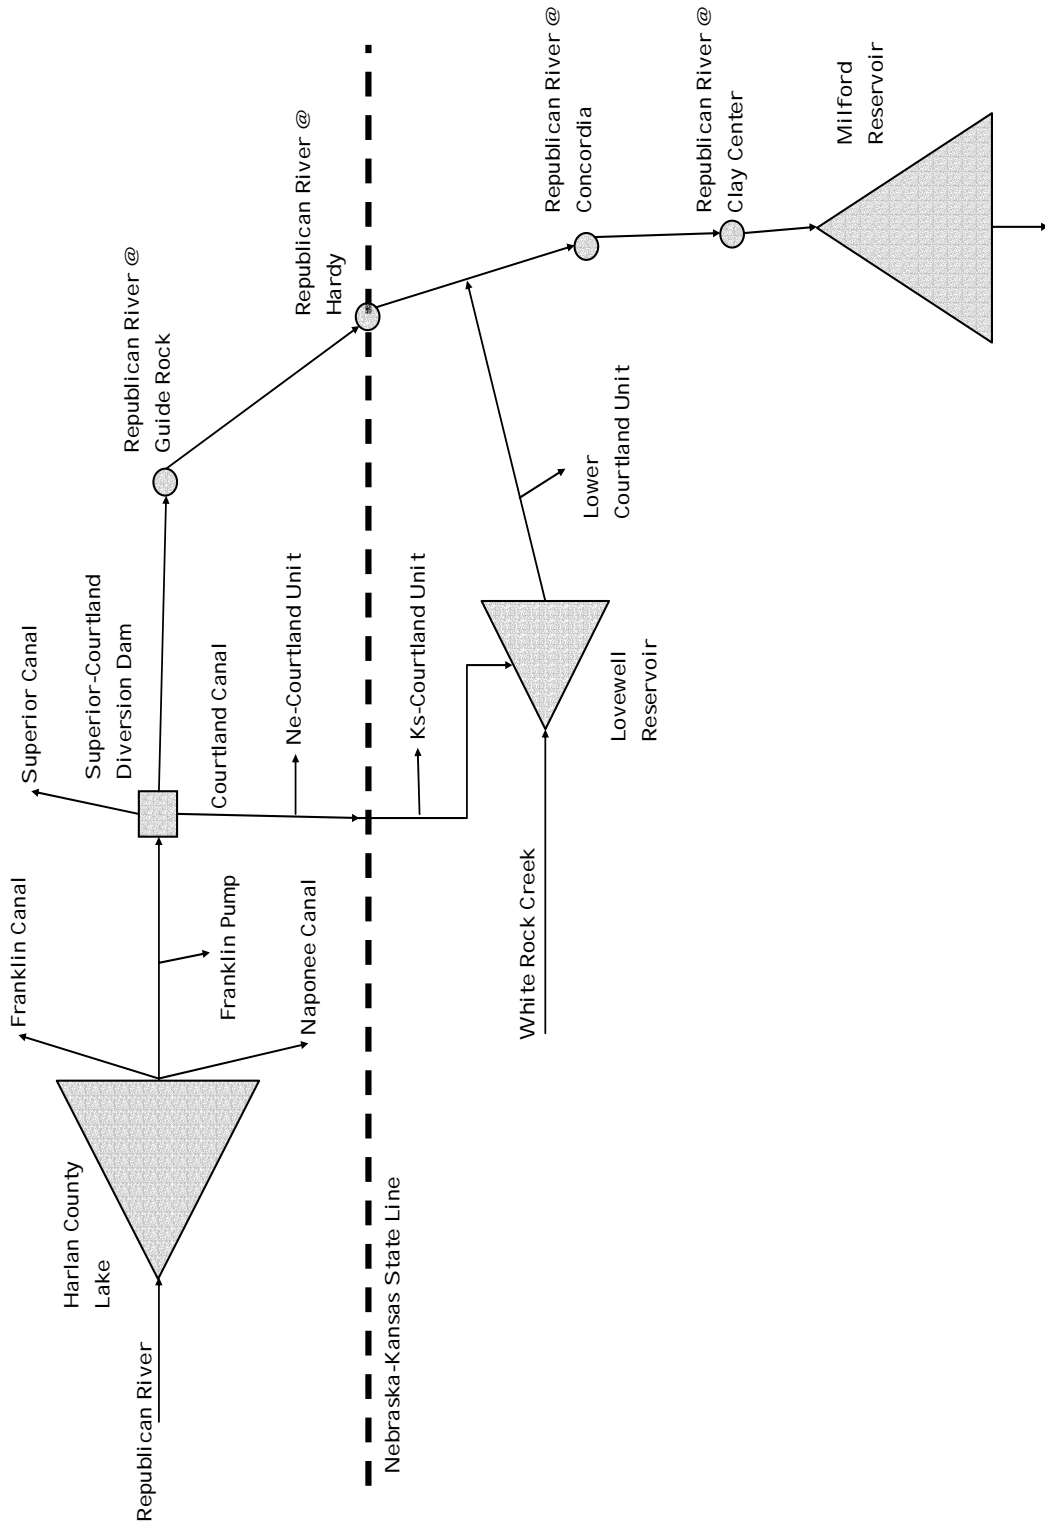 Republican River
Harlan County
Lake
Franklin Canal
Franklin Pump
Naponee Canal
Superior Canal
Superior-Courtland
Diversion Dam
Courtland Canal
Ne-Courtland Unit
Republican River @
Guide Rock
Republican River @
Hardy
Nebraska-Kansas State Line
Ks-Courtland Unit
White Rock Creek
Lovewell
Reservoir
Lower
Courtland Unit
Republican River @
Concordia
Republican River @
Clay Center
Milford
Reservoir